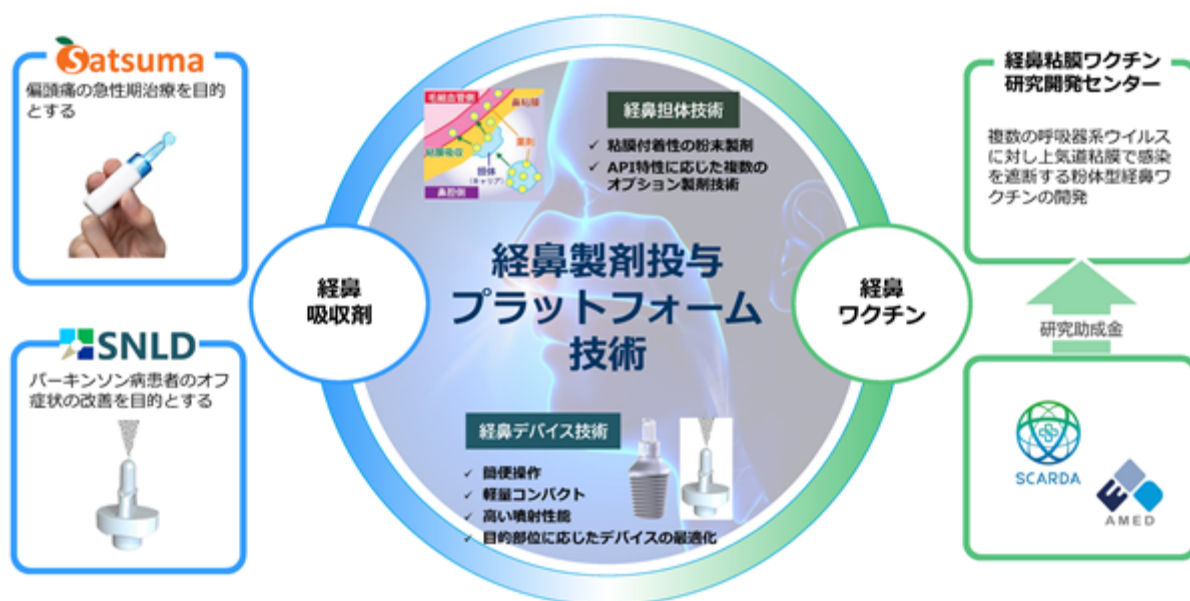 Satsuma
偏頭痛の急性期治療を目的
とする
SNLD
パーキンソン病患者のオフ
症状の改善を目的とする
経鼻
吸収剤
毛細血管側
鼻粘膜
薬剤
粘膜吸収
担体
(キャリア)
鼻腔側
経鼻担体技術
✓ 粘膜付着性の粉末製剤
✓ API特性に応じた複数の
オプション製剤技術
経鼻製剤投与
プラットフォーム
技術
経鼻デバイス技術
✓ 簡便操作
✓ 軽量コンパクト
✓ 高い噴射性能
✓ 目的部位に応じたデバイスの最適化
経鼻
ワクチン
経鼻粘膜ワクチン
研究開発センター
複数の呼吸器系ウイルス
に対し上気道粘膜で感染
を遮断する粉体型経鼻ワ
クチンの開発
研究助成金
SCARDA
AMED